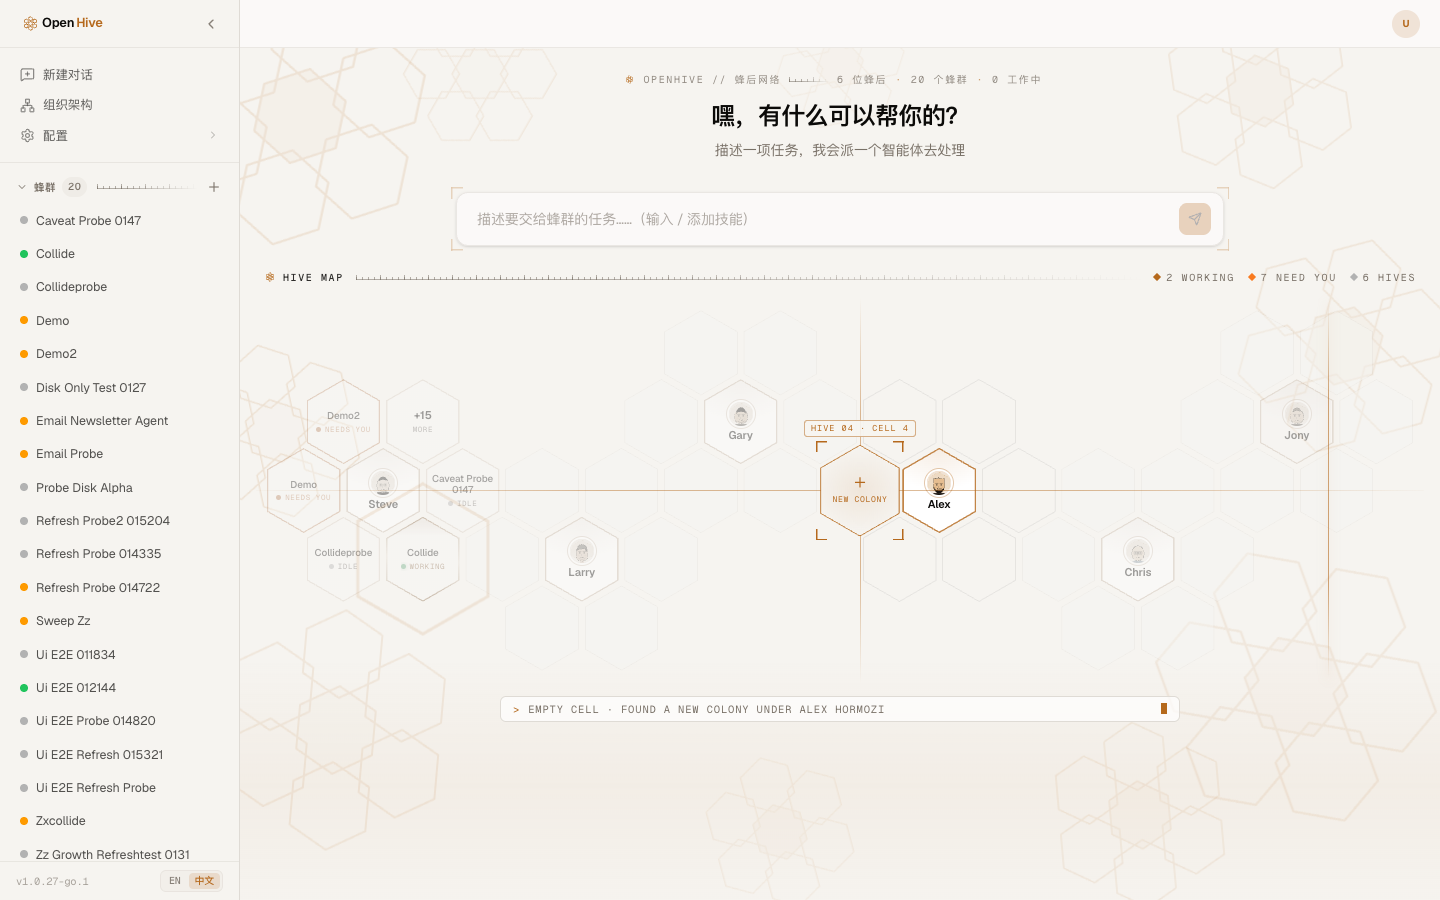 OpenHive
U
新建对话
组织架构
配置
蜂群 20
Caveat Probe 0147
Collide
Collideprobe
Demo
Demo2
Disk Only Test 0127
Email Newsletter Agent
Email Probe
Probe Disk Alpha
Refresh Probe2 015204
Refresh Probe 014335
Refresh Probe 014722
Sweep Zz
Ui E2E 011834
Ui E2E 012144
Ui E2E Probe 014820
Ui E2E Refresh 015321
Ui E2E Refresh Probe
Zxcollide
Zz Growth Refreshtest 0131
v1.0.27-go.1
EN 中文
OPENHIVE // 蜂后网络 6 位蜂后 · 20 个蜂群 · 0 工作中
嘿，有什么可以帮你的？
描述一项任务，我会派一个智能体去处理
描述要交给蜂群的任务……（输入 / 添加技能）
HIVE MAP
2 WORKING 7 NEED YOU 6 HIVES
Demo2
NEEDS YOU
+15
MORE
Gary
Jony
HIVE 04 · CELL 4
Demo
NEEDS YOU
Steve
Caveat Probe
0147
IDLE
+
NEW COLONY
Alex
Collideprobe
IDLE
Collide
WORKING
Larry
Chris
> EMPTY CELL · FOUND A NEW COLONY UNDER ALEX HORMOZI